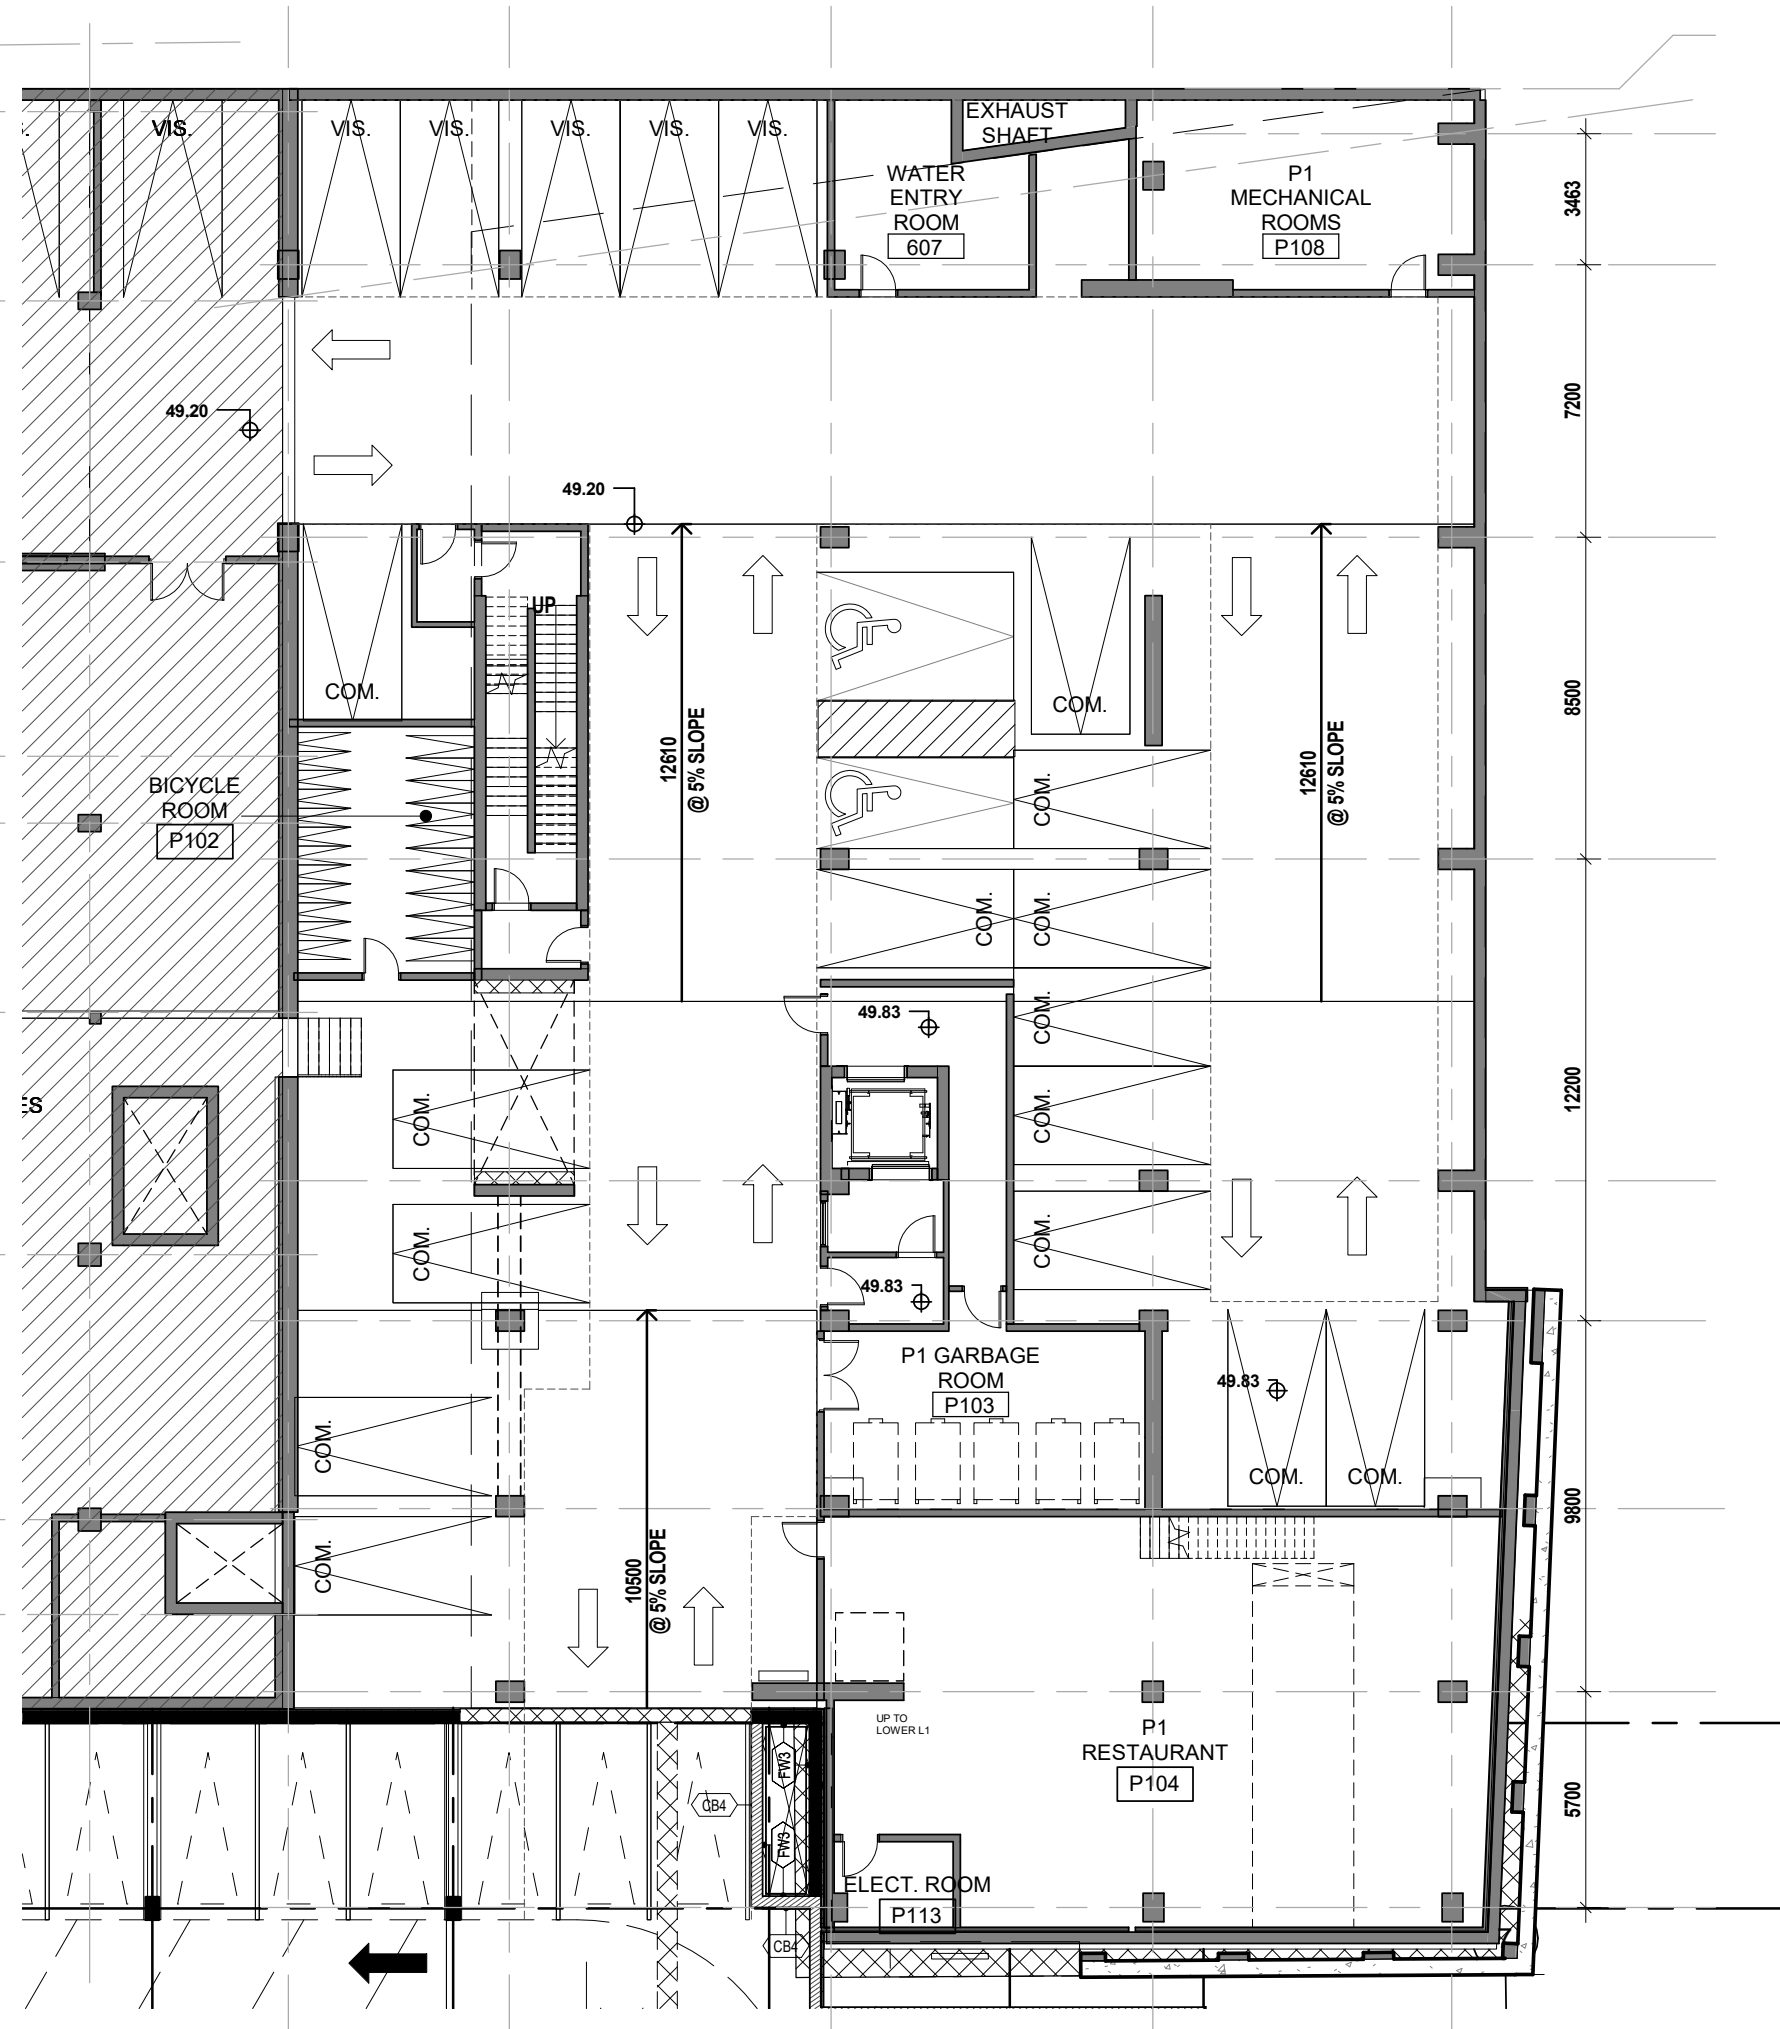 VIS.
VIS.
VIS.
VIS.
VIS.
VIS.
EXHAUST
SHAFT
WATER
ENTRY
ROOM
607
P1
MECHANICAL
ROOMS
P108
3463
7200
49.20
49.20
UP
COM.
COM.
8500
12610
@ 5% SLOPE
12610
@ 5% SLOPE
BICYCLE
ROOM
P102
COM.
COM.
COM.
COM.
49.83
ES
COM.
COM.
12200
COM.
COM.
49.83
P1 GARBAGE
ROOM
P103
49.83
COM.
COM.
COM.
COM.
9800
10500
@ 5% SLOPE
UP TO
LOWER L1
P1
RESTAURANT
P104
FW3
CB4
FW3
5700
ELECT. ROOM
P113
CB4